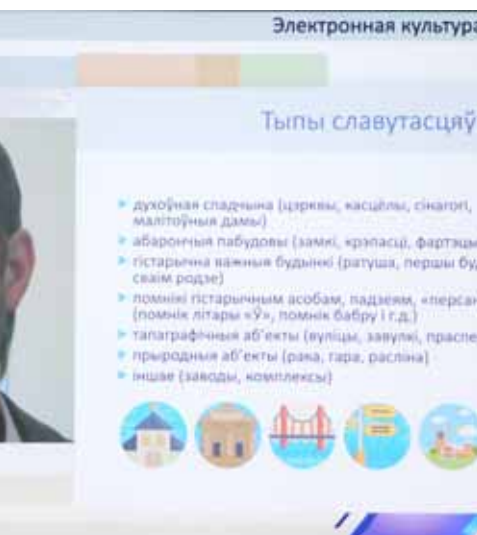 Электронная культура
Тыпы славутасцяў
духоўная спадчына (цэрквы, касцёлы, сінагогі,
малітоўныя дамы)
абарончыя пабудовы (замкі, крэпасці, фартэцы
гістарычна важныя будынкі (ратуша, першы бу
сваім родзе)
помнікі гістарычным асобам, падзеям, «персан
(помнік літары «Ў», помнік бабру і г.д.)
тапаграфічныя аб'екты (вуліцы, завулкі, праспе
прыродныя аб'екты (рака, гара, расліна)
іншае (заводы, комплексы)